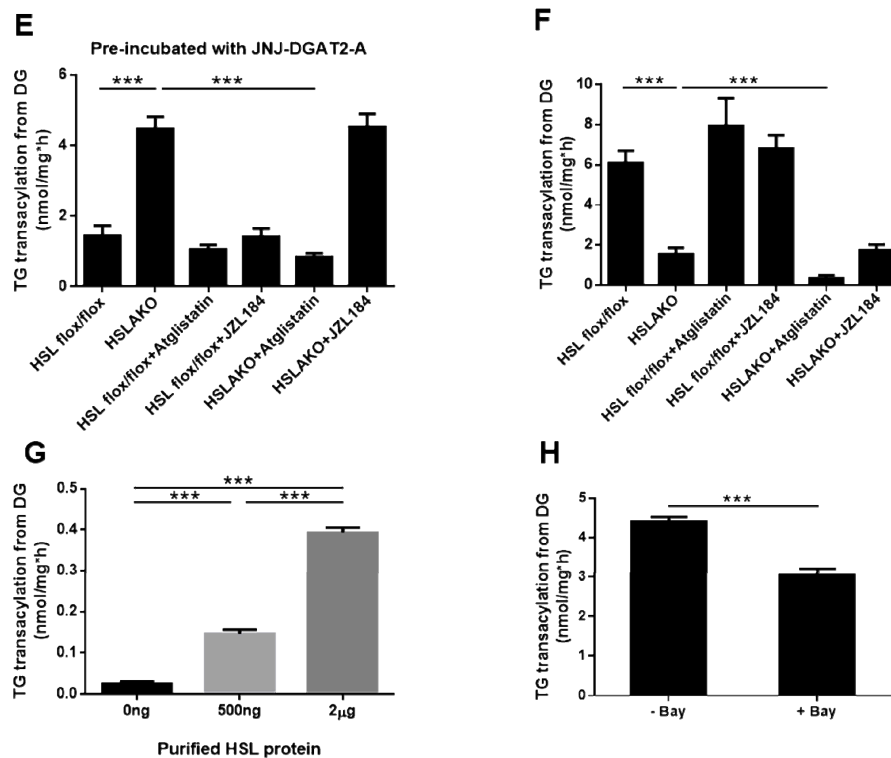 E
Pre-incubated with JNJ-DGAT2-A
TG transacylation from DG
(nmol/mg*h)
6
4
2
0
***
***
HSL flox/flox
HSLAKO
HSL flox/flox+Atglistatin
HSL flox/flox+JZL184
HSLAKO+Atglistatin
HSLAKO+JZL184
F
TG transacylation from DG
(nmol/mg*h)
10
8
6
4
2
0
***
***
HSL flox/flox
HSLAKO
HSL flox/flox+Atglistatin
HSL flox/flox+JZL184
HSLAKO+Atglistatin
HSLAKO+JZL184
G
TG transacylation from DG
(nmol/mg*h)
0.5
0.4
0.3
0.2
0.1
0.0
***
***
***
0ng
500ng
2μg
Purified HSL protein
H
TG transacylation from DG
(nmol/mg*h)
5
4
3
2
1
0
***
- Bay
+ Bay